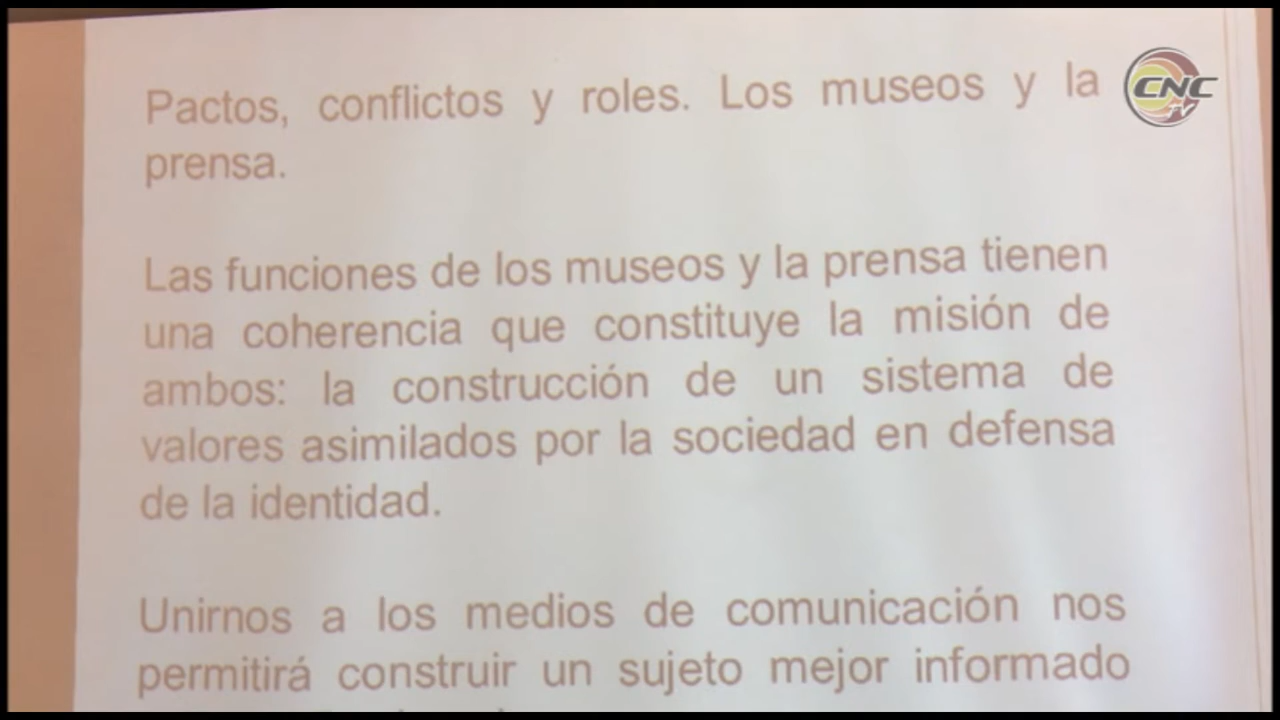 Pactos, conflictos y roles. Los museos y la
prensa.
Las funciones de los museos y la prensa tienen
una coherencia que constituye la misión de
ambos: la construcción de un sistema de
valores asimilados por la sociedad en defensa
de la identidad.
Unirnos a los medios de comunicación nos
permitirá construir un sujeto mejor informado
CNC
TV